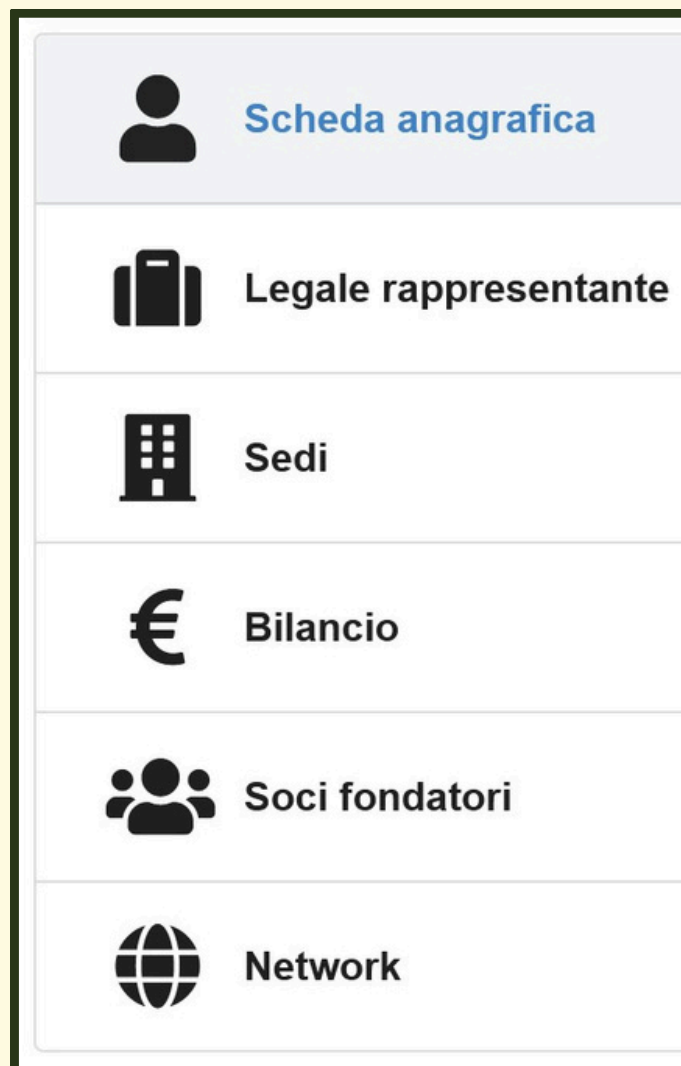 Scheda anagrafica
Legale rappresentante
Sedi
Bilancio
Soci fondatori
Network